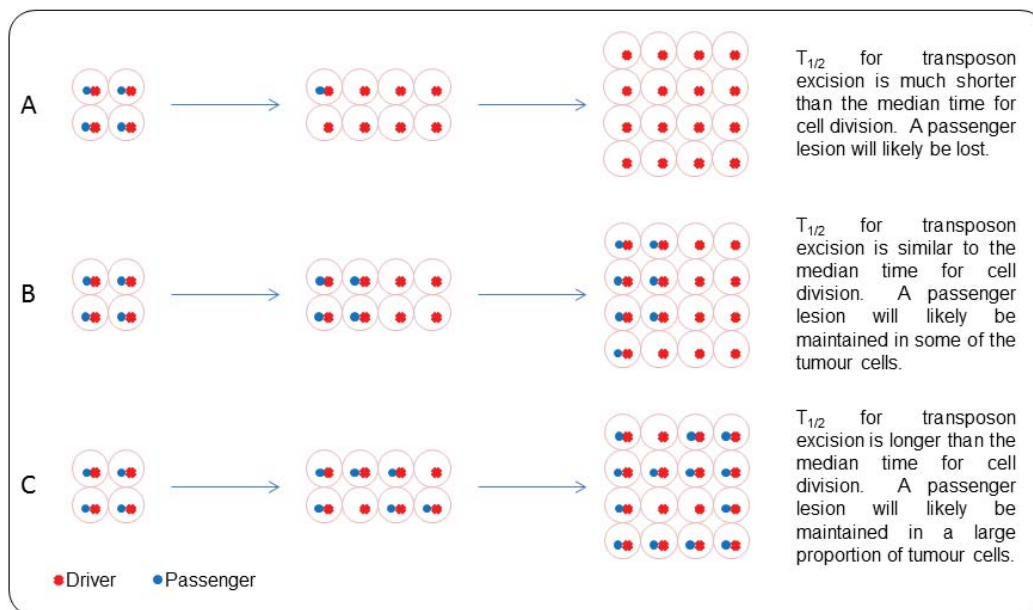 A
T1/2 for transposon
excision is much shorter
than the median time for
cell division. A passenger
lesion will likely be lost.
B
T1/2 for transposon
excision is similar to the
median time for cell
division. A passenger
lesion will likely be
maintained in some of the
tumour cells.
C
T1/2 for transposon
excision is longer than the
median time for cell
division. A passenger
lesion will likely be
maintained in a large
proportion of tumour cells.
Driver Passenger